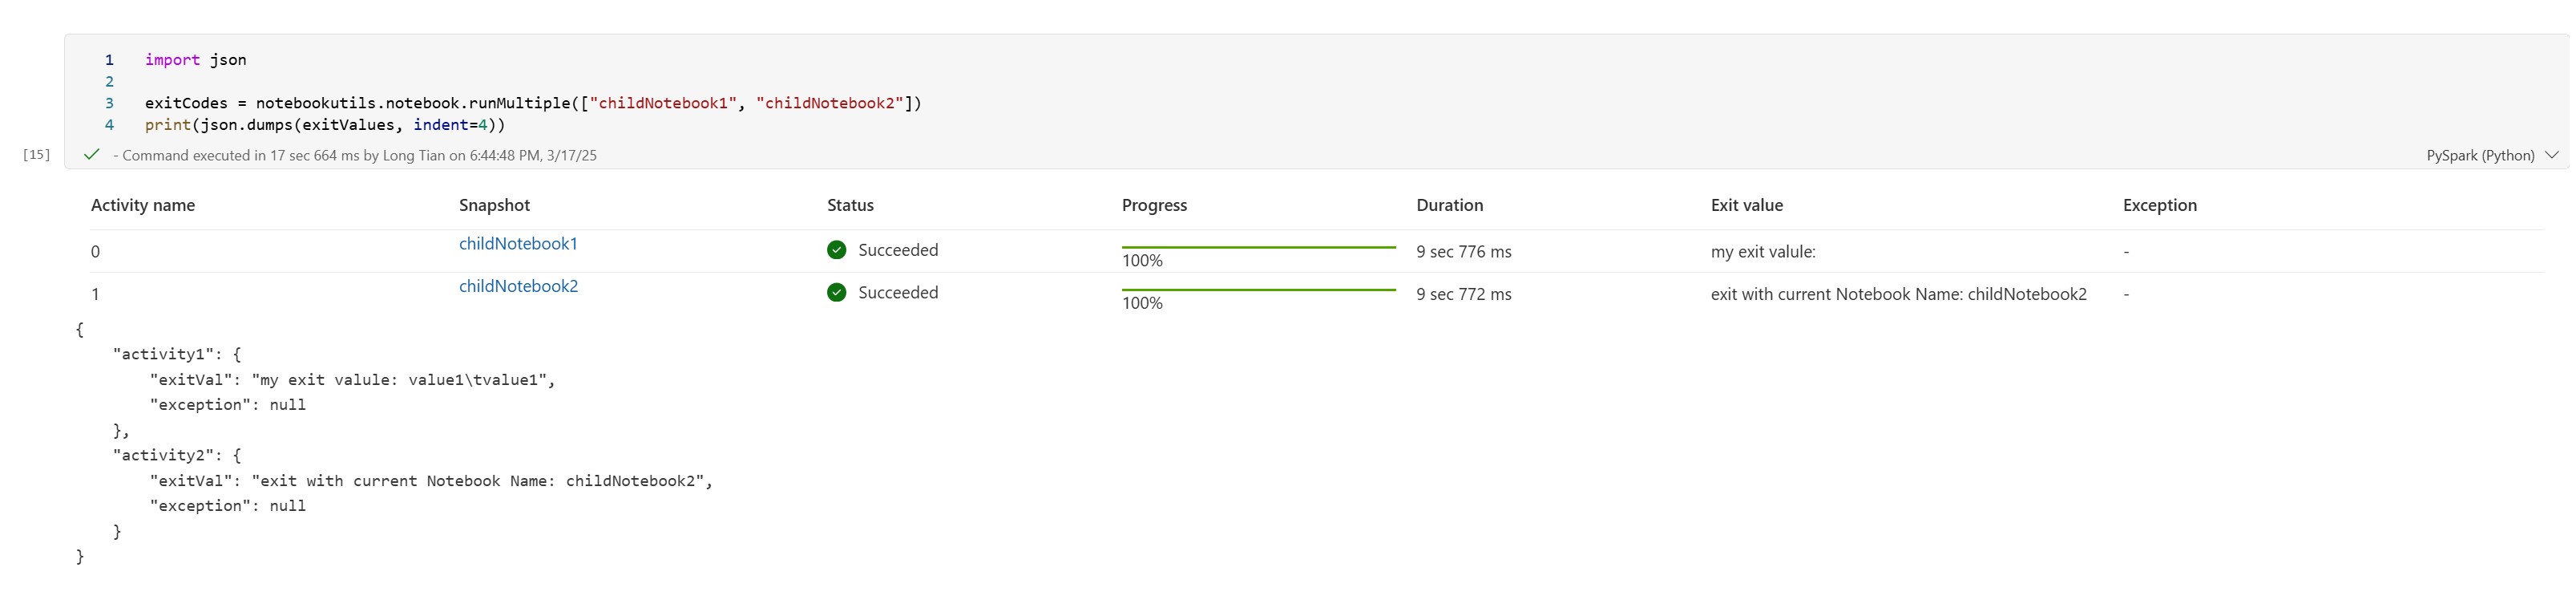 1 import json
2
3 exitCodes = notebookutils.notebook.runMultiple(["childNotebook1", "childNotebook2"])
4 print(json.dumps(exitValues, indent=4))
[15] - Command executed in 17 sec 664 ms by Long Tian on 6:44:48 PM, 3/17/25 PySpark (Python)
Activity name Snapshot Status Progress Duration Exit value Exception
0 childNotebook1 Succeeded 100% 9 sec 776 ms my exit valule: -
1 childNotebook2 Succeeded 100% 9 sec 772 ms exit with current Notebook Name: childNotebook2 -
{
    "activity1": {
        "exitVal": "my exit valule: value1\tvalue1",
        "exception": null
    },
    "activity2": {
        "exitVal": "exit with current Notebook Name: childNotebook2",
        "exception": null
    }
}